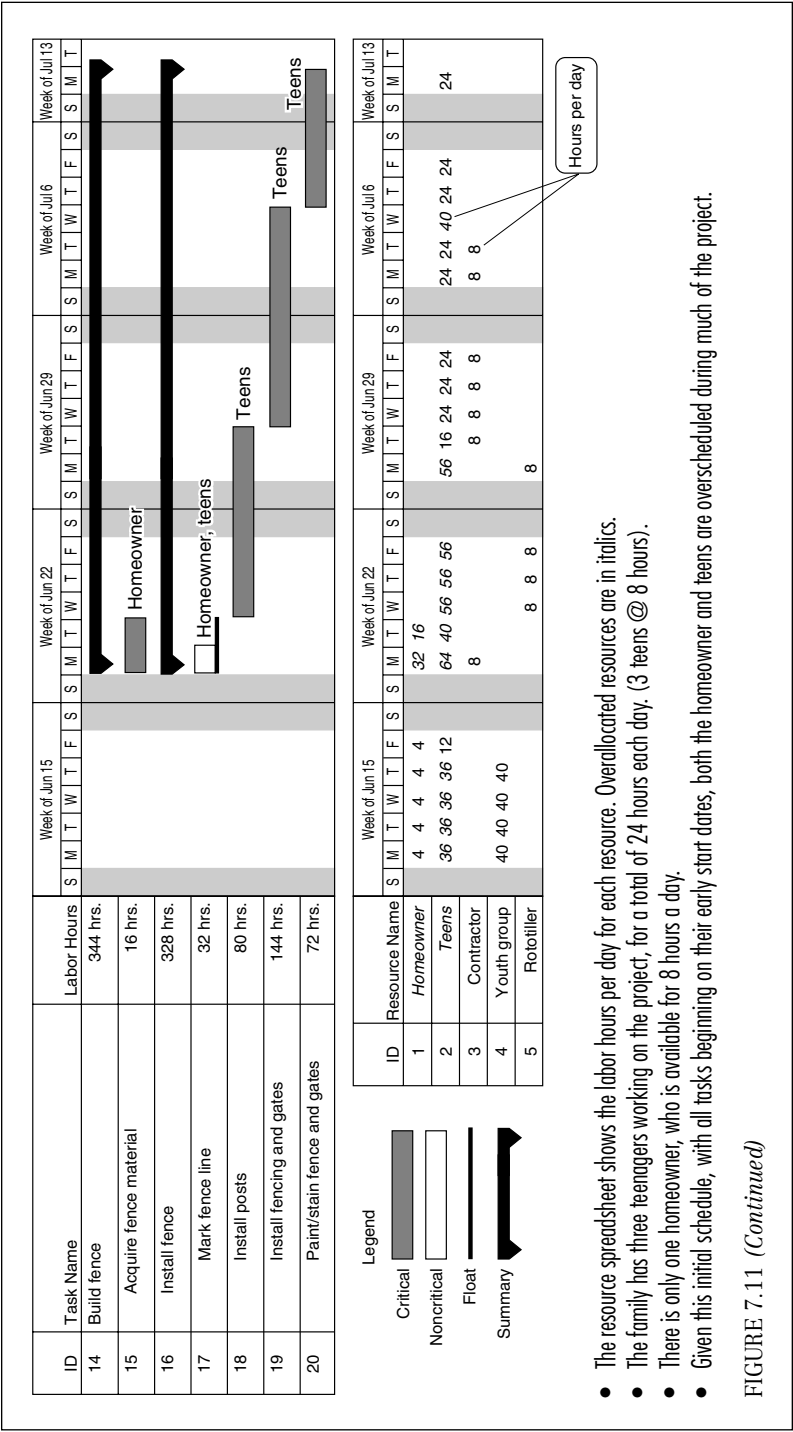 Week of Jun 15 Week of Jun 22 Week of Jun 29 Week of Jul 6 Week of Jul 13
ID Task Name Labor Hours S M T W T F S S M T W T F S S M T W T F S S M T W T F S S M T
14 Build fence 344 hrs.
15 Acquire fence material 16 hrs. Homeowner
16 Install fence 328 hrs.
17 Mark fence line 32 hrs. Homeowner, teens
18 Install posts 80 hrs. Teens
19 Install fencing and gates 144 hrs. Teens
20 Paint/stain fence and gates 72 hrs. Teens
Legend
Critical
Noncritical
Float
Summary
Week of Jun 15 Week of Jun 22 Week of Jun 29 Week of Jul 6 Week of Jul 13
ID Resource Name S M T W T F S S M T W T F S S M T W T F S S M T W T F S S M T
1 Homeowner 4 4 4 4 4 32 16
2 Teens 36 36 36 36 12 64 40 56 56 56 56 16 24 24 24 24 24 40 24 24 24
3 Contractor 8 8 8 8 8 8 8
4 Youth group 40 40 40 40
5 Rototiller 8 8 8 8
Hours per day
• The resource spreadsheet shows the labor hours per day for each resource. Overallocated resources are in italics.
• The family has three teenagers working on the project, for a total of 24 hours each day. (3 teens @ 8 hours).
• There is only one homeowner, who is available for 8 hours a day.
• Given this initial schedule, with all tasks beginning on their early start dates, both the homeowner and teens are overscheduled during much of the project.
FIGURE 7.11 (Continued)